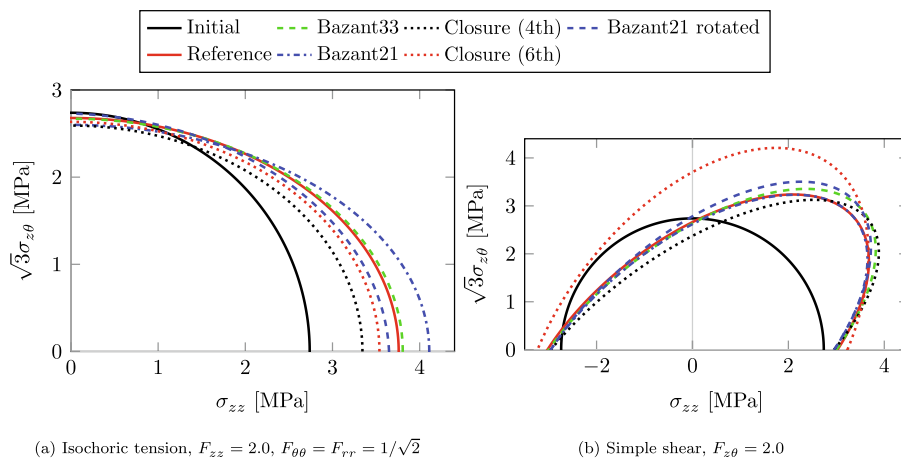 Initial Bazant33 Closure (4th) Bazant21 rotated
Reference Bazant21 Closure (6th)
3
2
1
0
0 1 2 3 4
√3σzθ [MPa]
σzz [MPa]
(a) Isochoric tension, Fzz = 2.0, Fθθ = Frr = 1/√2
4
3
2
1
0
−2 0 2 4
√3σzθ [MPa]
σzz [MPa]
(b) Simple shear, Fzθ = 2.0